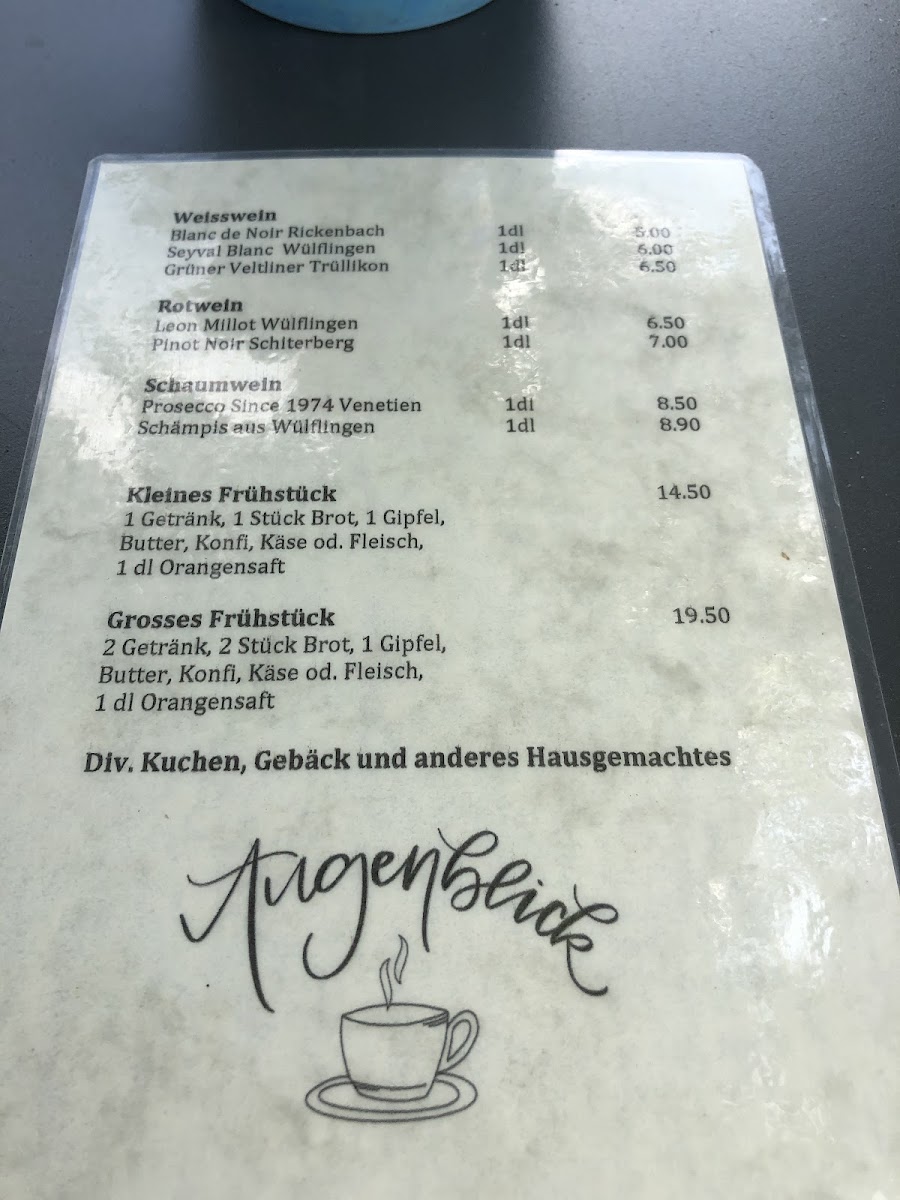 Weisswein
Blanc de Noir Rickenbach 1dl 5.00
Seyval Blanc Wülflingen 1dl 6.00
Grüner Veltliner Trüllikon 1dl 6.50
Rotwein
Leon Millot Wülflingen 1dl 6.50
Pinot Noir Schiterberg 1dl 7.00
Schaumwein
Prosecco Since 1974 Venetien 1dl 8.50
Schämpis aus Wülflingen 1dl 8.90
Kleines Frühstück 14.50
1 Getränk, 1 Stück Brot, 1 Gipfel,
Butter, Konfi, Käse od. Fleisch,
1 dl Orangensaft
Grosses Frühstück 19.50
2 Getränk, 2 Stück Brot, 1 Gipfel,
Butter, Konfi, Käse od. Fleisch,
1 dl Orangensaft
Div. Kuchen, Gebäck und anderes Hausgemachtes
Augenblick